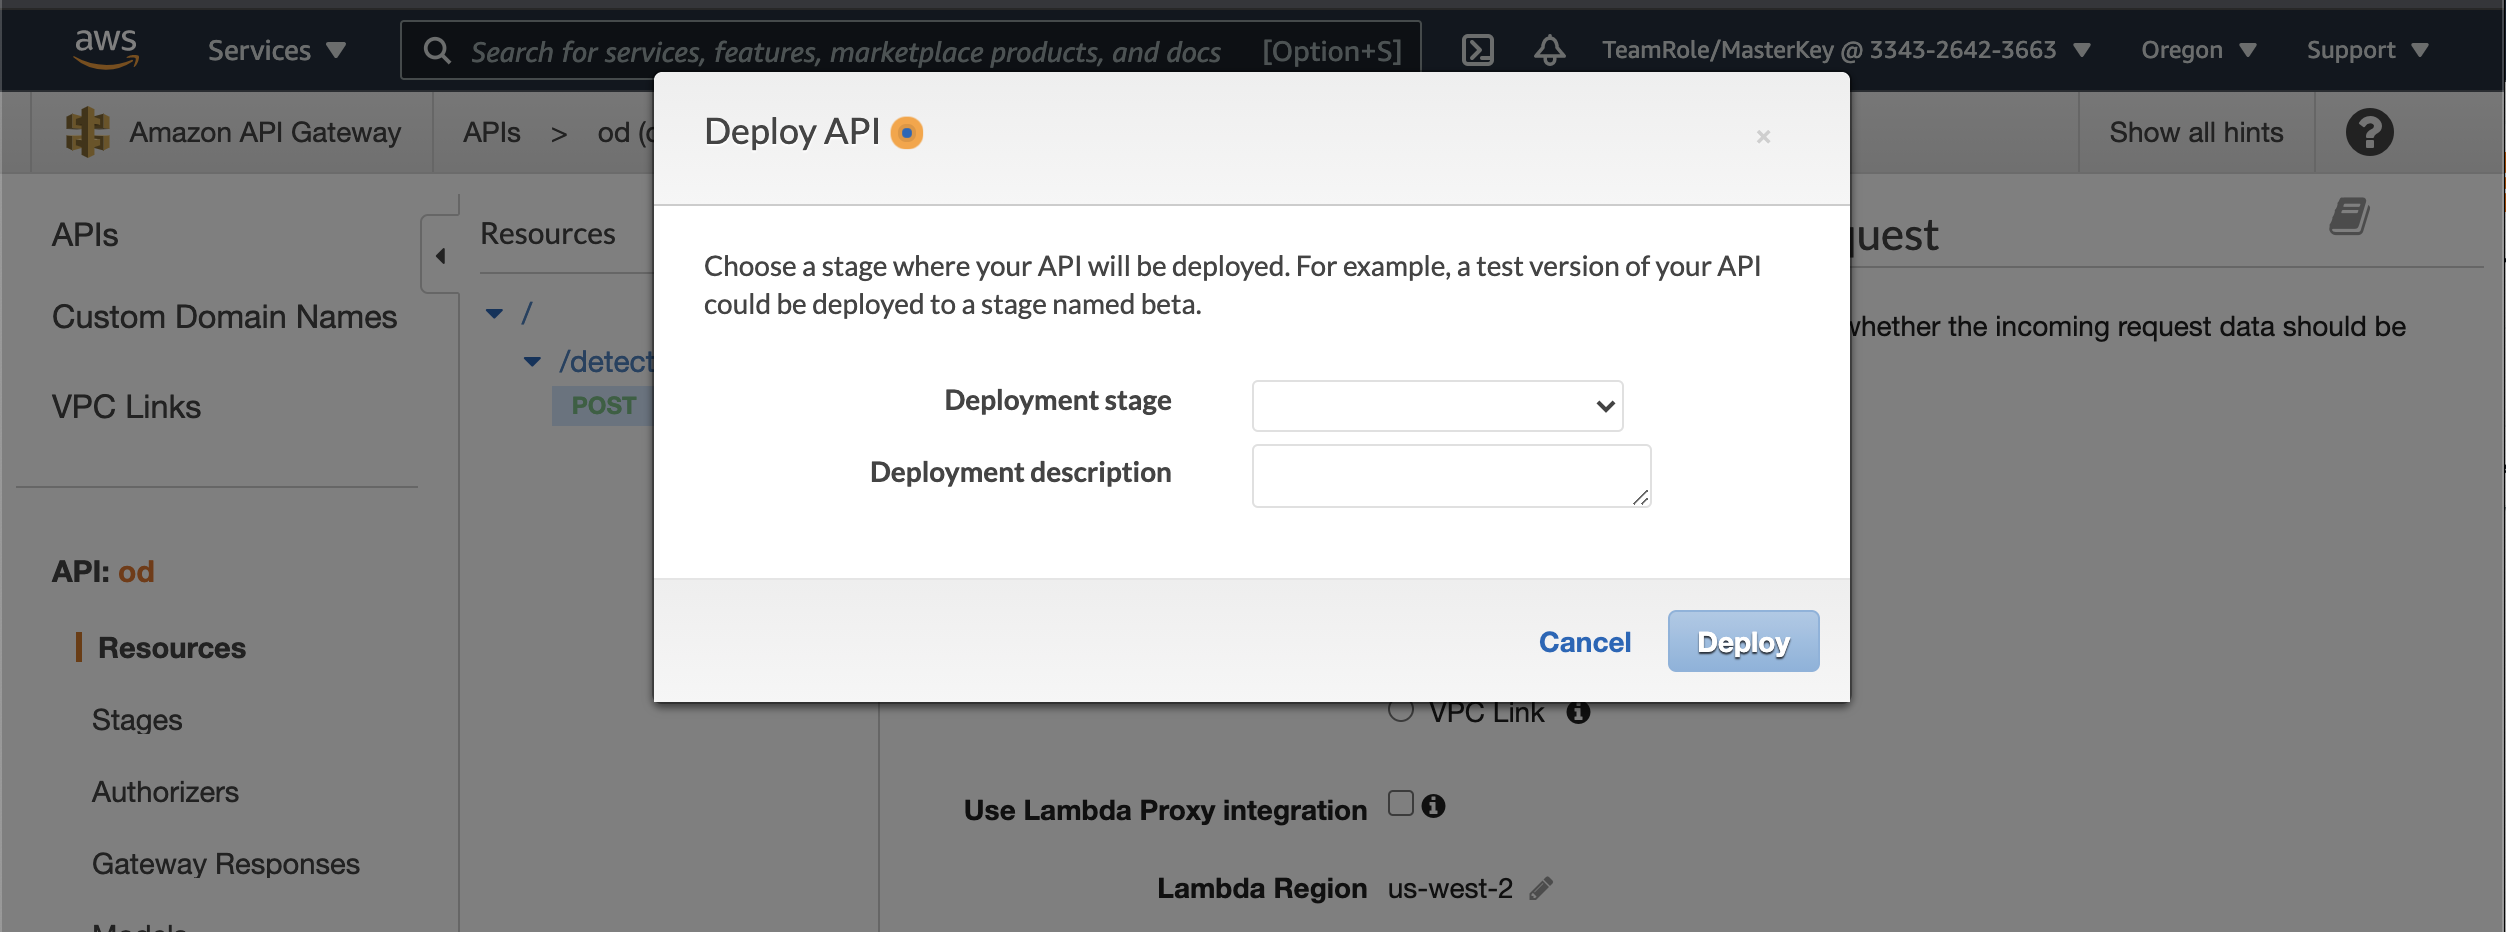 aws
Services
Search for services, features, marketplace products, and docs [Option+S]
TeamRole/MasterKey @ 3343-2642-3663
Oregon
Support
Amazon API Gateway
APIs > od
Show all hints
?
Deploy API
×
Choose a stage where your API will be deployed. For example, a test version of your API
could be deployed to a stage named beta.
Deployment stage
Deployment description
Cancel
Deploy
APIs
Custom Domain Names
VPC Links
API: od
Resources
Stages
Authorizers
Gateway Responses
Models
Resources
/
/detect
POST
uest
whether the incoming request data should be
VPC Link
Use Lambda Proxy integration
Lambda Region us-west-2